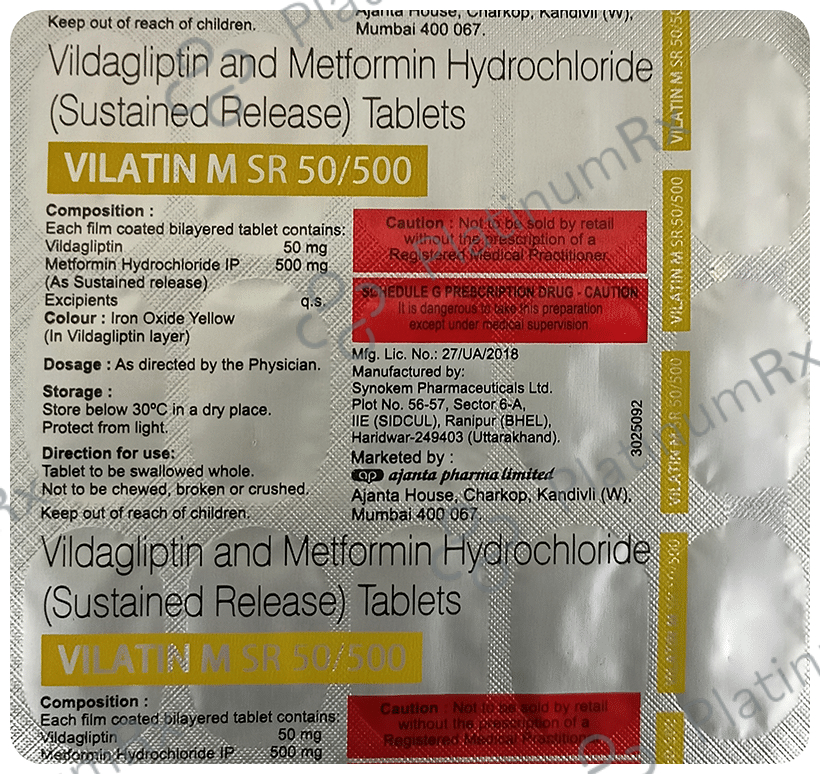 Keep out of reach of children.
Ajanta House, Charkop, Kandivli (W),
Mumbai 400 067.
Vildagliptin and Metformin Hydrochloride
(Sustained Release) Tablets
VILATIN M SR 50/500
Composition :
Each film coated bilayered tablet contains:
Vildagliptin 50 mg
Metformin Hydrochloride IP 500 mg
(As Sustained release)
Excipients q.s.
Colour : Iron Oxide Yellow
(In Vildagliptin layer)
Dosage : As directed by the Physician.
Storage :
Store below 30ºC in a dry place.
Protect from light.
Direction for use:
Tablet to be swallowed whole.
Not to be chewed, broken or crushed.
Keep out of reach of children.
Caution : Not to be sold by retail
without the prescription of a
Registered Medical Practitioner.
SCHEDULE G PRESCRIPTION DRUG - CAUTION
It is dangerous to take this preparation
except under medical supervision
Mfg. Lic. No.: 27/UA/2018
Manufactured by:
Synokem Pharmaceuticals Ltd.
Plot No. 56-57, Sector 6-A,
IIE (SIDCUL), Ranipur (BHEL),
Haridwar-249403 (Uttarakhand).
3025092
Marketed by :
ap ajanta pharma limited
Ajanta House, Charkop, Kandivli (W),
Mumbai 400 067.
Vildagliptin and Metformin Hydrochloride
(Sustained Release) Tablets
VILATIN M SR 50/500
Composition :
Each film coated bilayered tablet contains:
Vildagliptin 50 mg
Metformin Hydrochloride IP 500 mg
Caution : Not to be sold by retail
without the prescription of a
Registered Medical Practitioner.
VILATIN M SR 50/50
VILATIN M SR 50/500
VILATIN M SR 50/500
VILATIN M SR 50/500
PlatinumRx
PlatinumRx
PlatinumRx
PlatinumRx